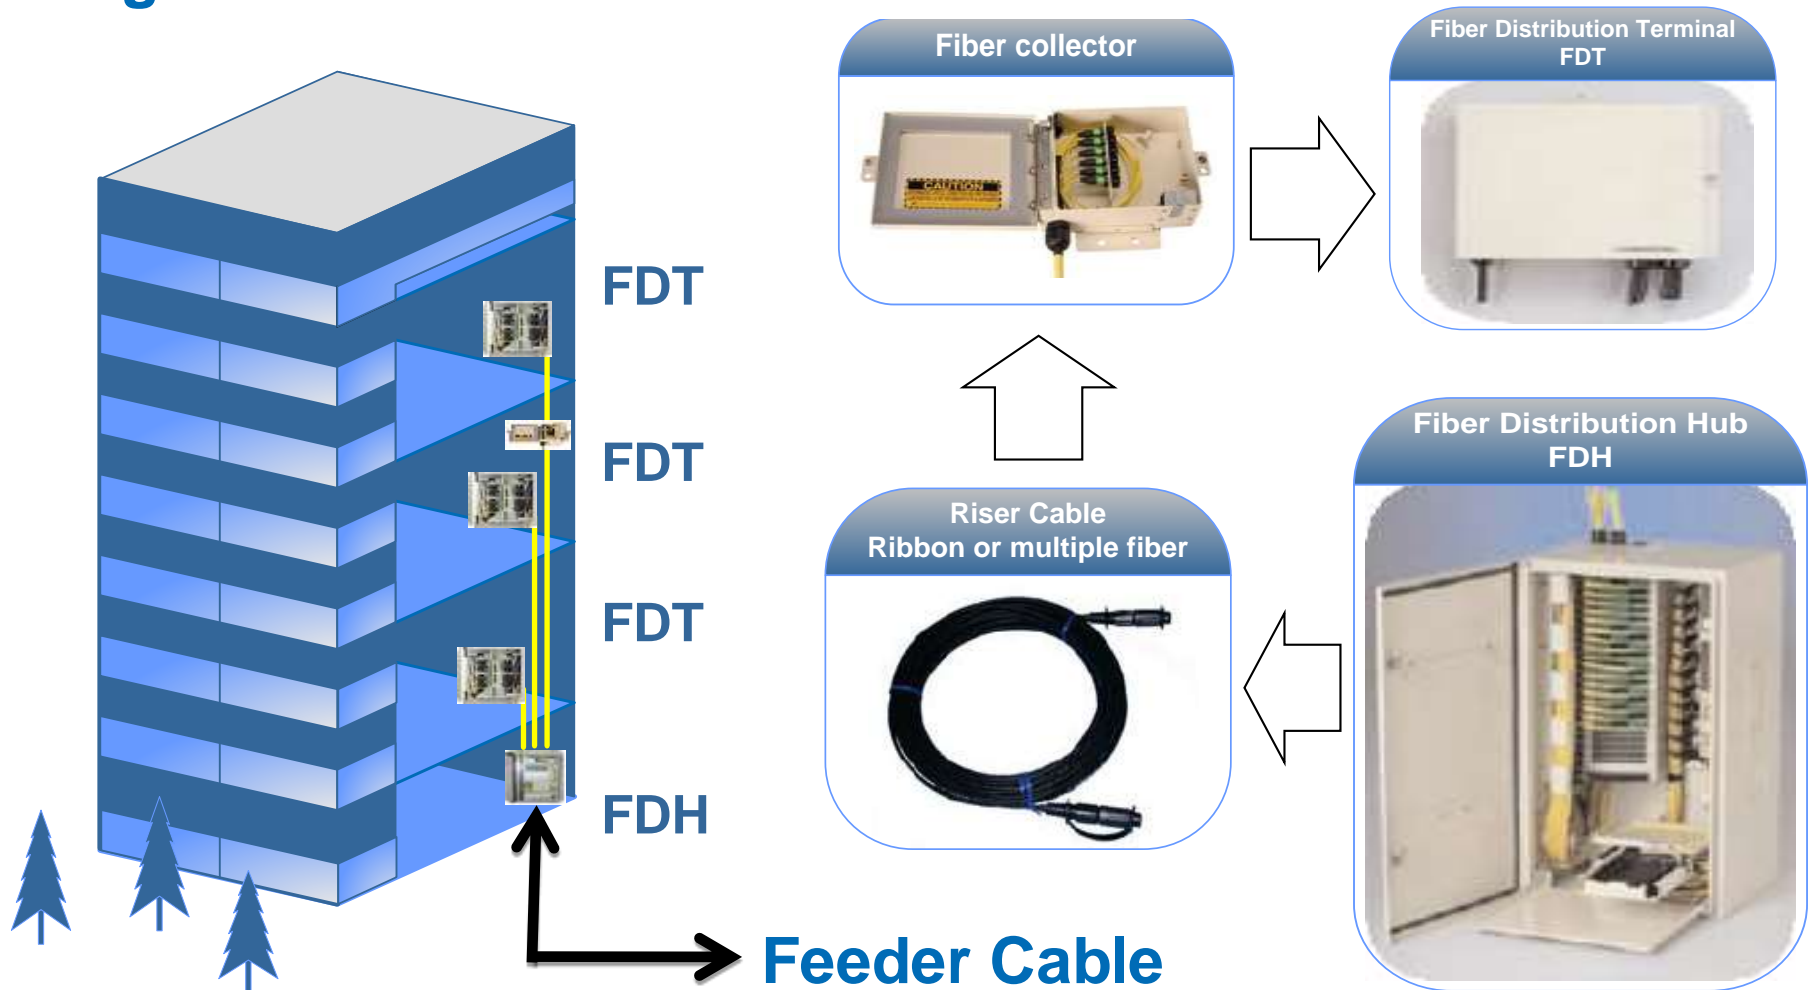 Fiber collector
CAUTION
Fiber Distribution Terminal
FDT
FDT
FDT
FDT
FDH
Riser Cable
Ribbon or multiple fiber
Fiber Distribution Hub
FDH
Feeder Cable